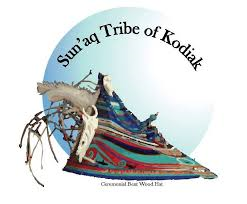 Sun'aq Tribe of Kodiak
Ceremonial Bent Wood Hat